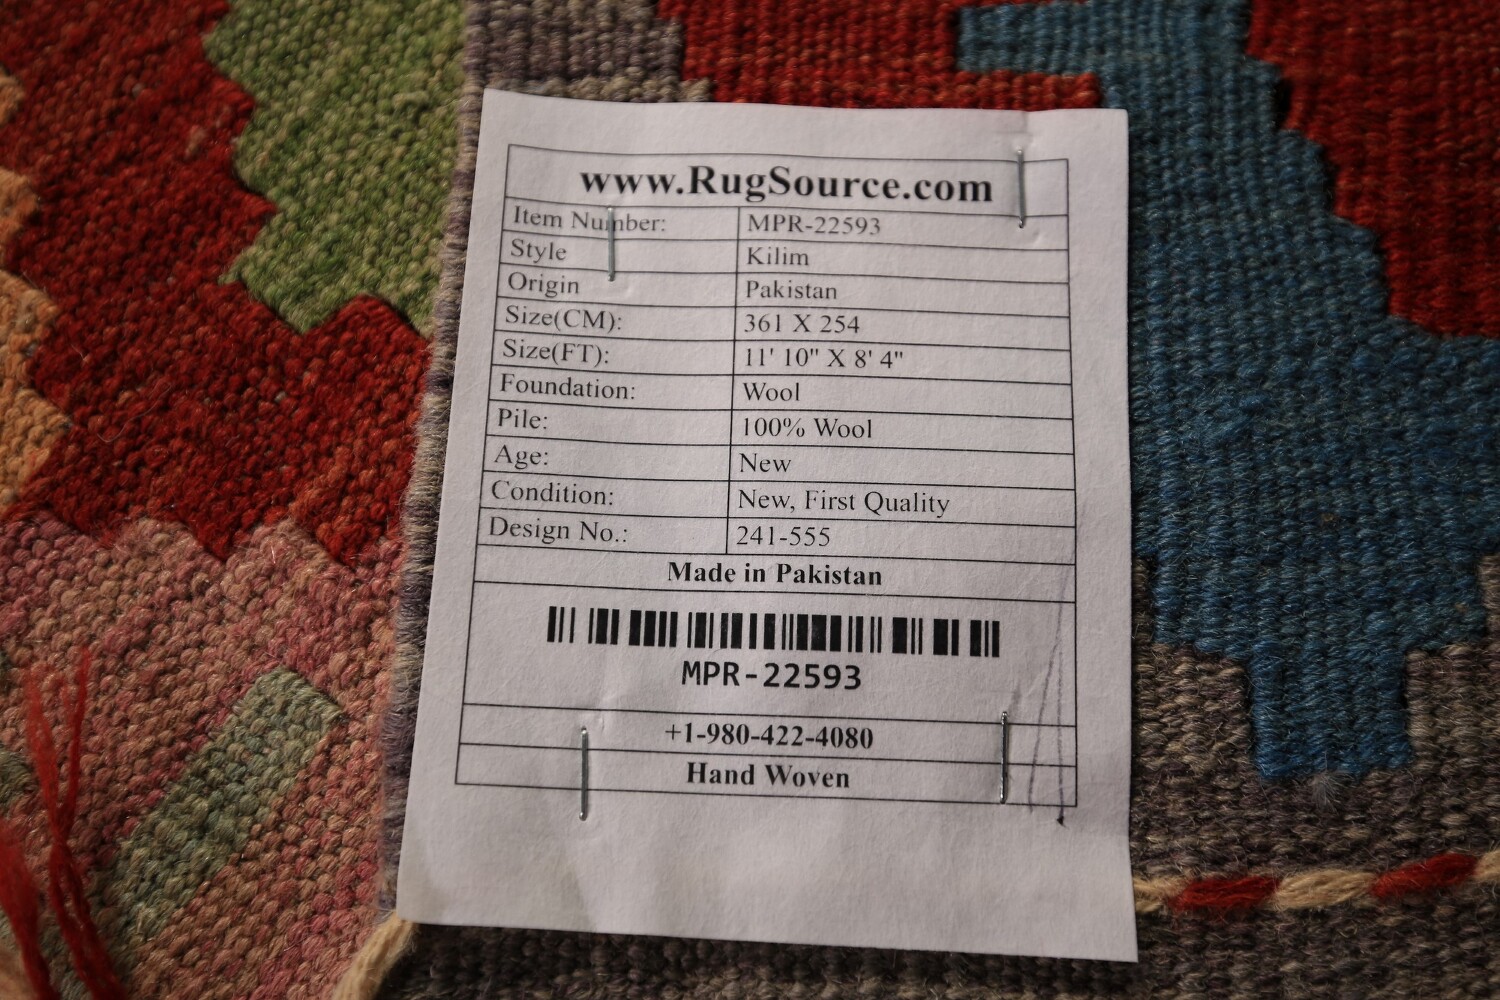 www.RugSource.com
Item Number: MPR-22593
Style Kilim
Origin Pakistan
Size(CM): 361 X 254
Size(FT): 11' 10" X 8' 4"
Foundation: Wool
Pile: 100% Wool
Age: New
Condition: New, First Quality
Design No.: 241-555
Made in Pakistan
MPR-22593
+1-980-422-4080
Hand Woven